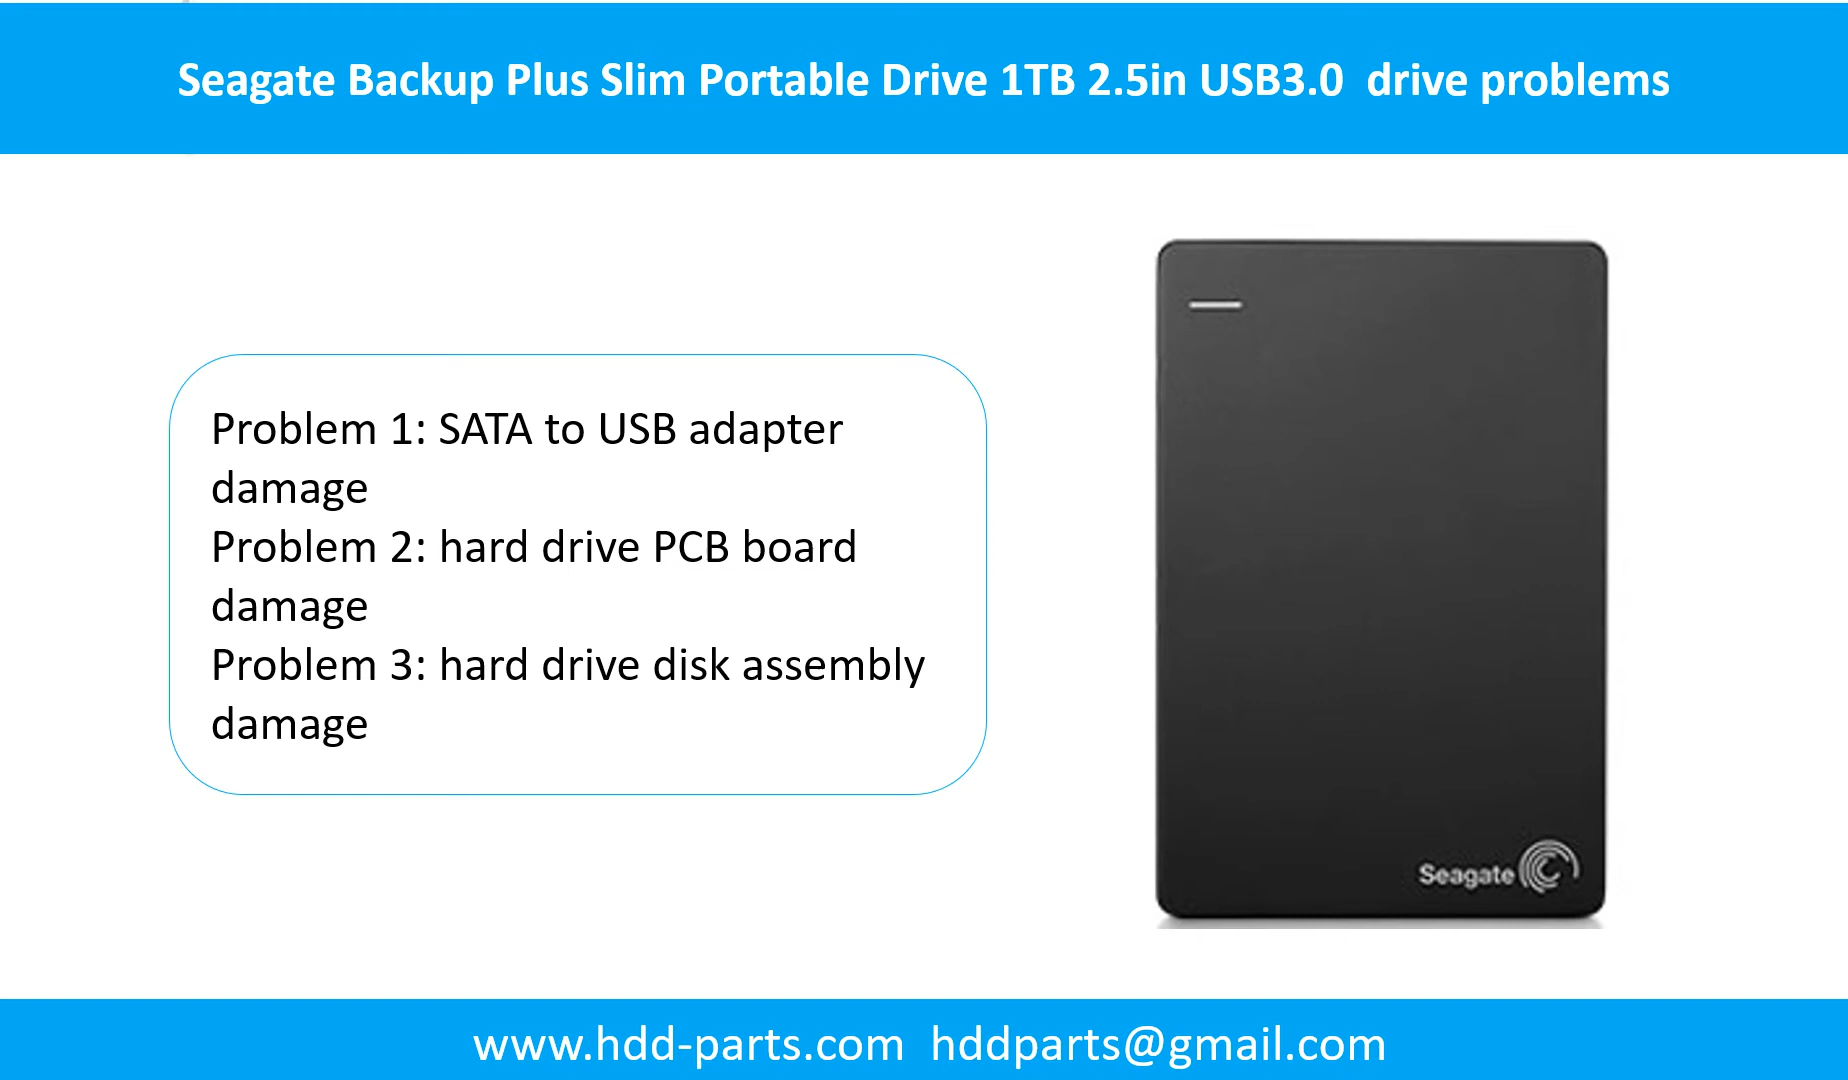 Seagate Backup Plus Slim Portable Drive 1TB 2.5in USB3.0  drive problems
Problem 1: SATA to USB adapter
damage
Problem 2: hard drive PCB board
damage
Problem 3: hard drive disk assembly
damage
Seagate
www.hdd-parts.com  hddparts@gmail.com